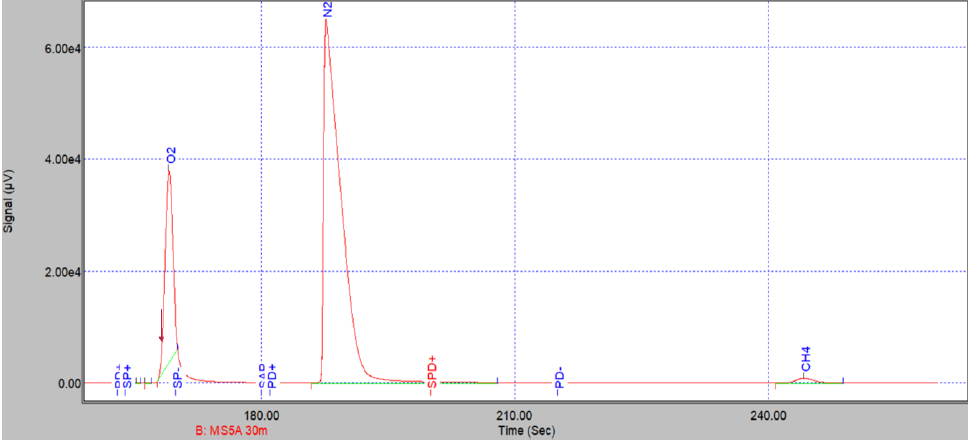 N2
6.00e4
O2
4.00e4
Signal (µV)
2.00e4
CH4
0.00
SP+
SP-
PD+
SPD+
PD-
180.00
210.00
240.00
B: MS5A 30m
Time (Sec)